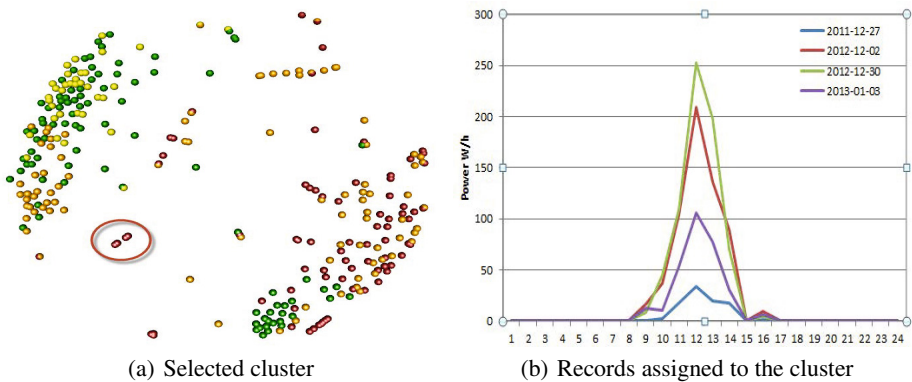 300
250
200
150
100
50
0
Power W/h
2011-12-27
2012-12-02
2012-12-30
2013-01-03
1 2 3 4 5 6 7 8 9 10 11 12 13 14 15 16 17 18 19 20 21 22 23 24
(a) Selected cluster
(b) Records assigned to the cluster